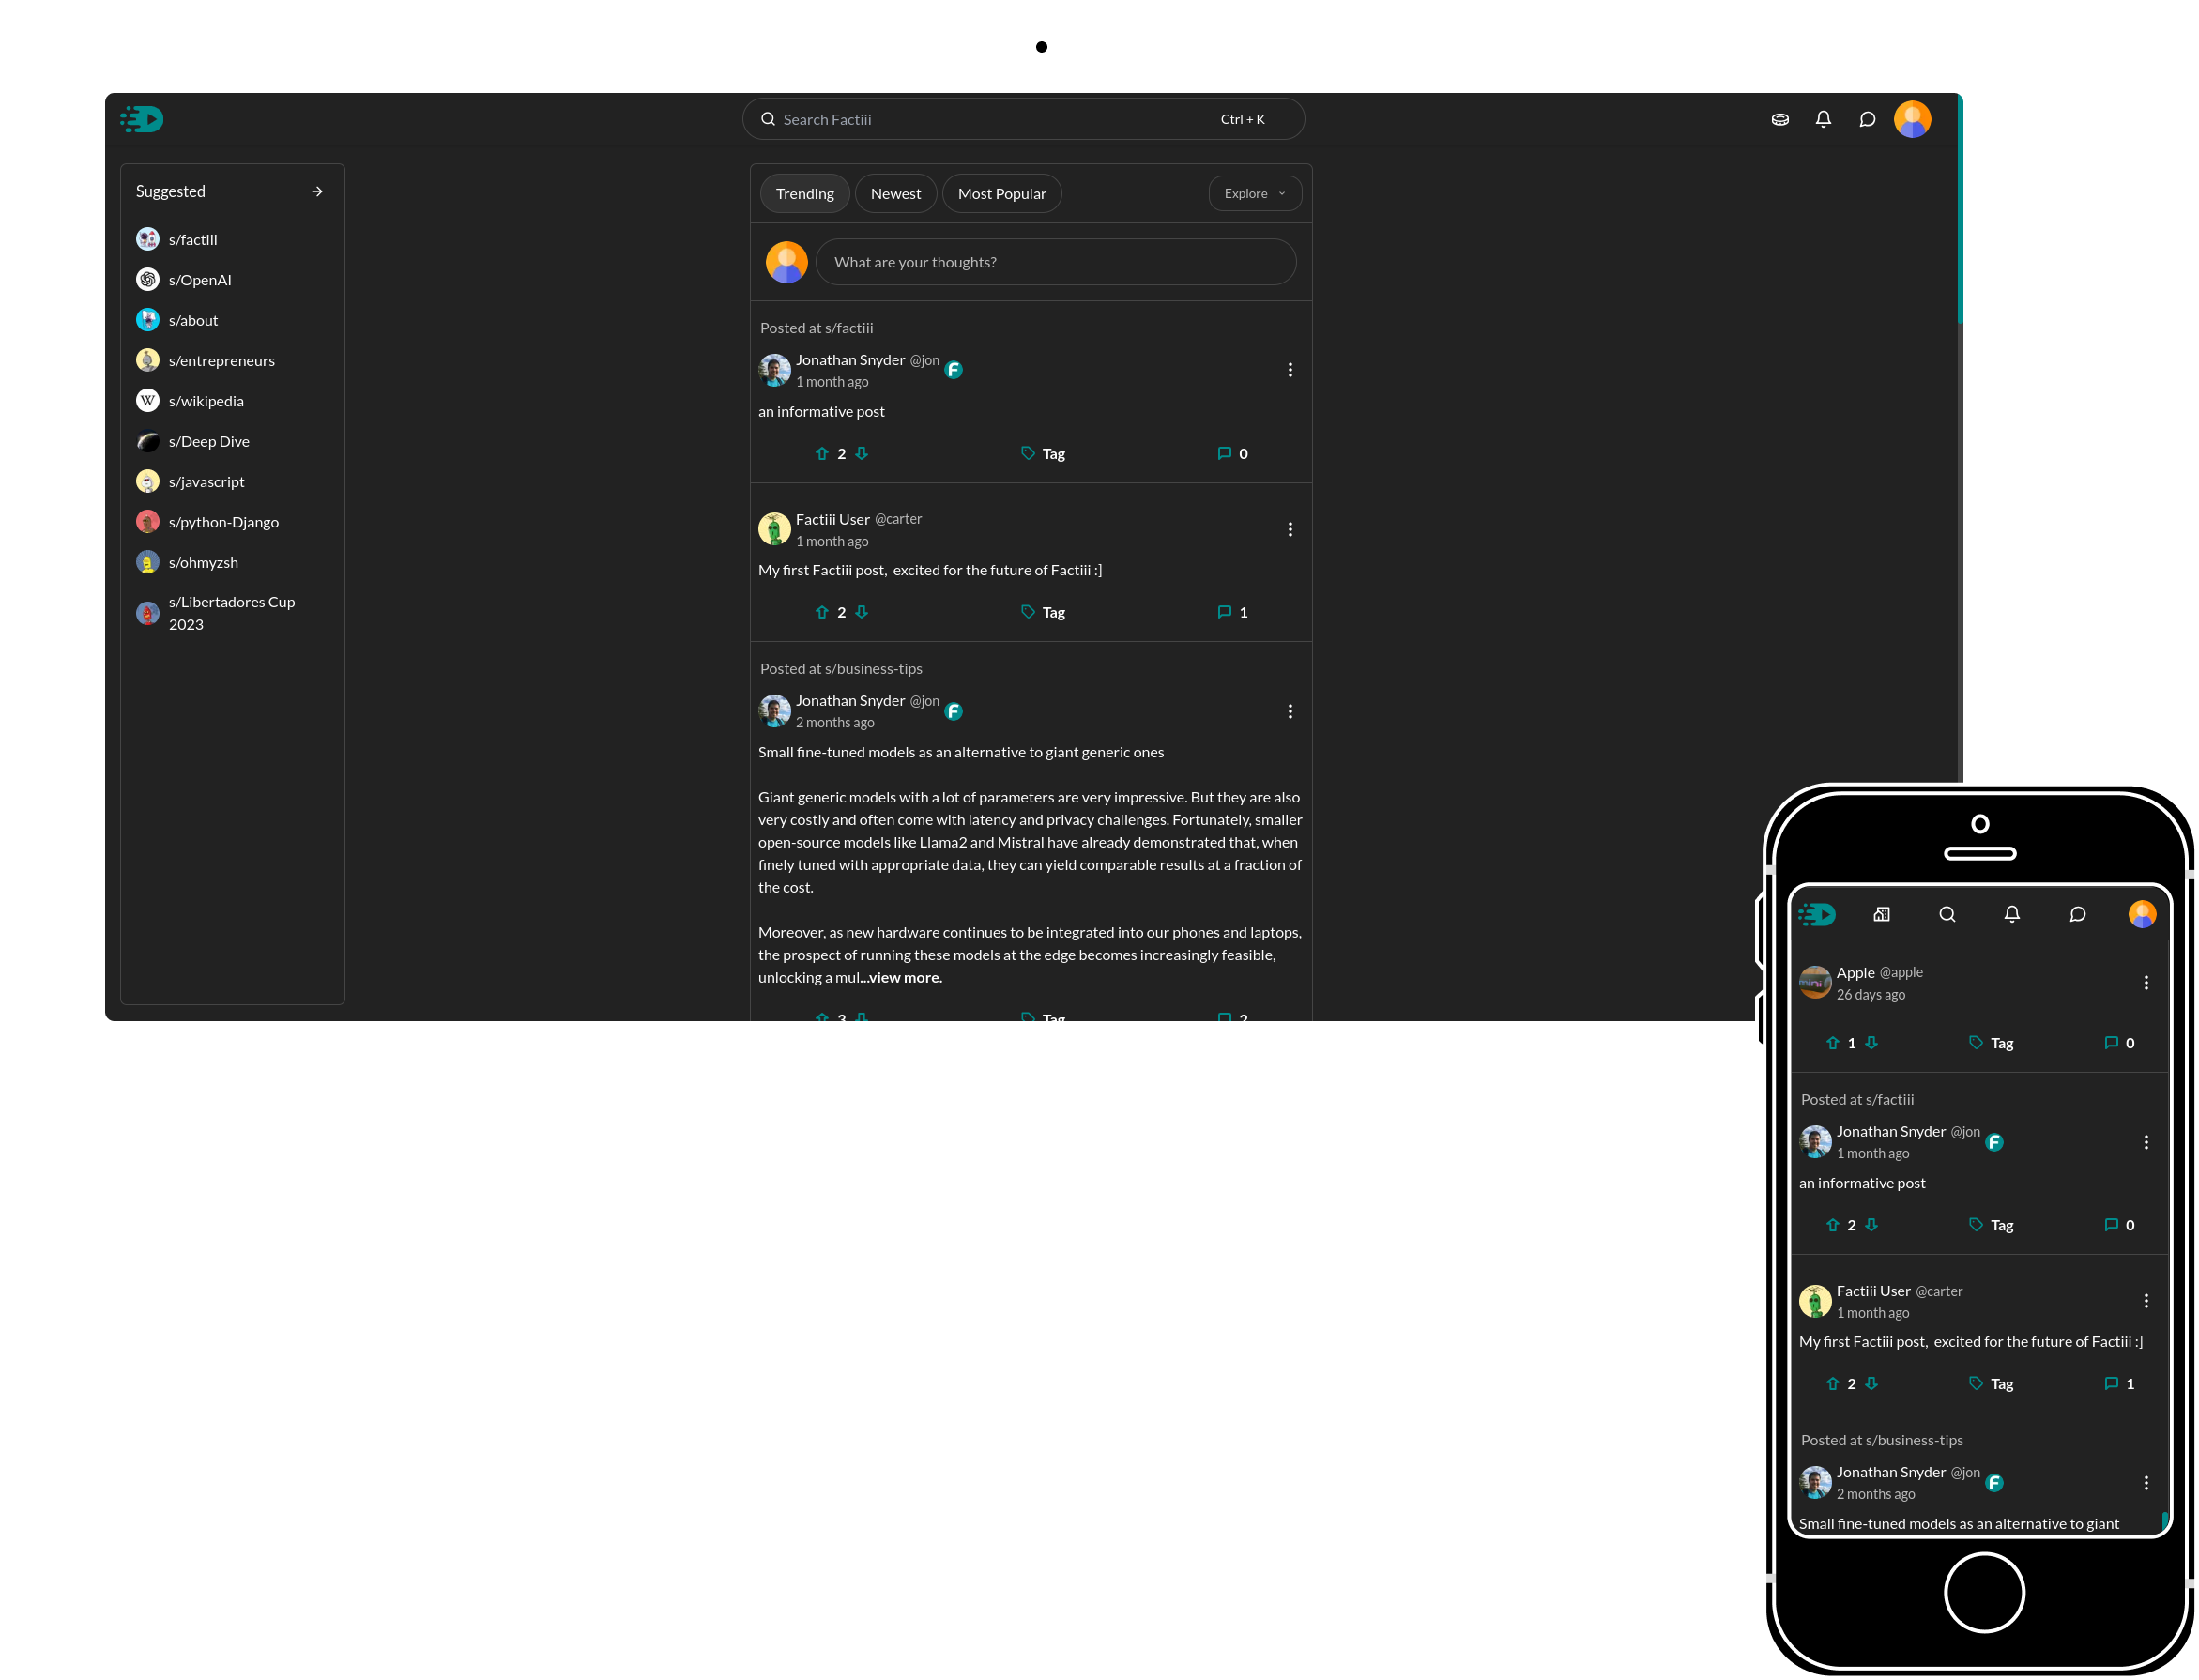 Search Factiii
Ctrl + K
Suggested
s/factiii
s/OpenAI
s/about
s/entrepreneurs
W s/wikipedia
s/Deep Dive
s/javascript
s/python-Django
s/ohmyzsh
s/Libertadores Cup
2023
Trending Newest Most Popular Explore
What are your thoughts?
Posted at s/factiii
Jonathan Snyder @jon F
1 month ago
an informative post
2 Tag 0
Factiii User @carter
1 month ago
My first Factiii post,  excited for the future of Factiii :]
2 Tag 1
Posted at s/business-tips
Jonathan Snyder @jon F
2 months ago
Small fine-tuned models as an alternative to giant generic ones
Giant generic models with a lot of parameters are very impressive. But they are also
very costly and often come with latency and privacy challenges. Fortunately, smaller
open-source models like Llama2 and Mistral have already demonstrated that, when
finely tuned with appropriate data, they can yield comparable results at a fraction of
the cost.
Moreover, as new hardware continues to be integrated into our phones and laptops,
the prospect of running these models at the edge becomes increasingly feasible,
unlocking a mul...view more.
3 Tag 2
Apple @apple
26 days ago
1 Tag 0
Posted at s/factiii
Jonathan Snyder @jon F
1 month ago
an informative post
2 Tag 0
Factiii User @carter
1 month ago
My first Factiii post,  excited for the future of Factiii :]
2 Tag 1
Posted at s/business-tips
Jonathan Snyder @jon F
2 months ago
Small fine-tuned models as an alternative to giant